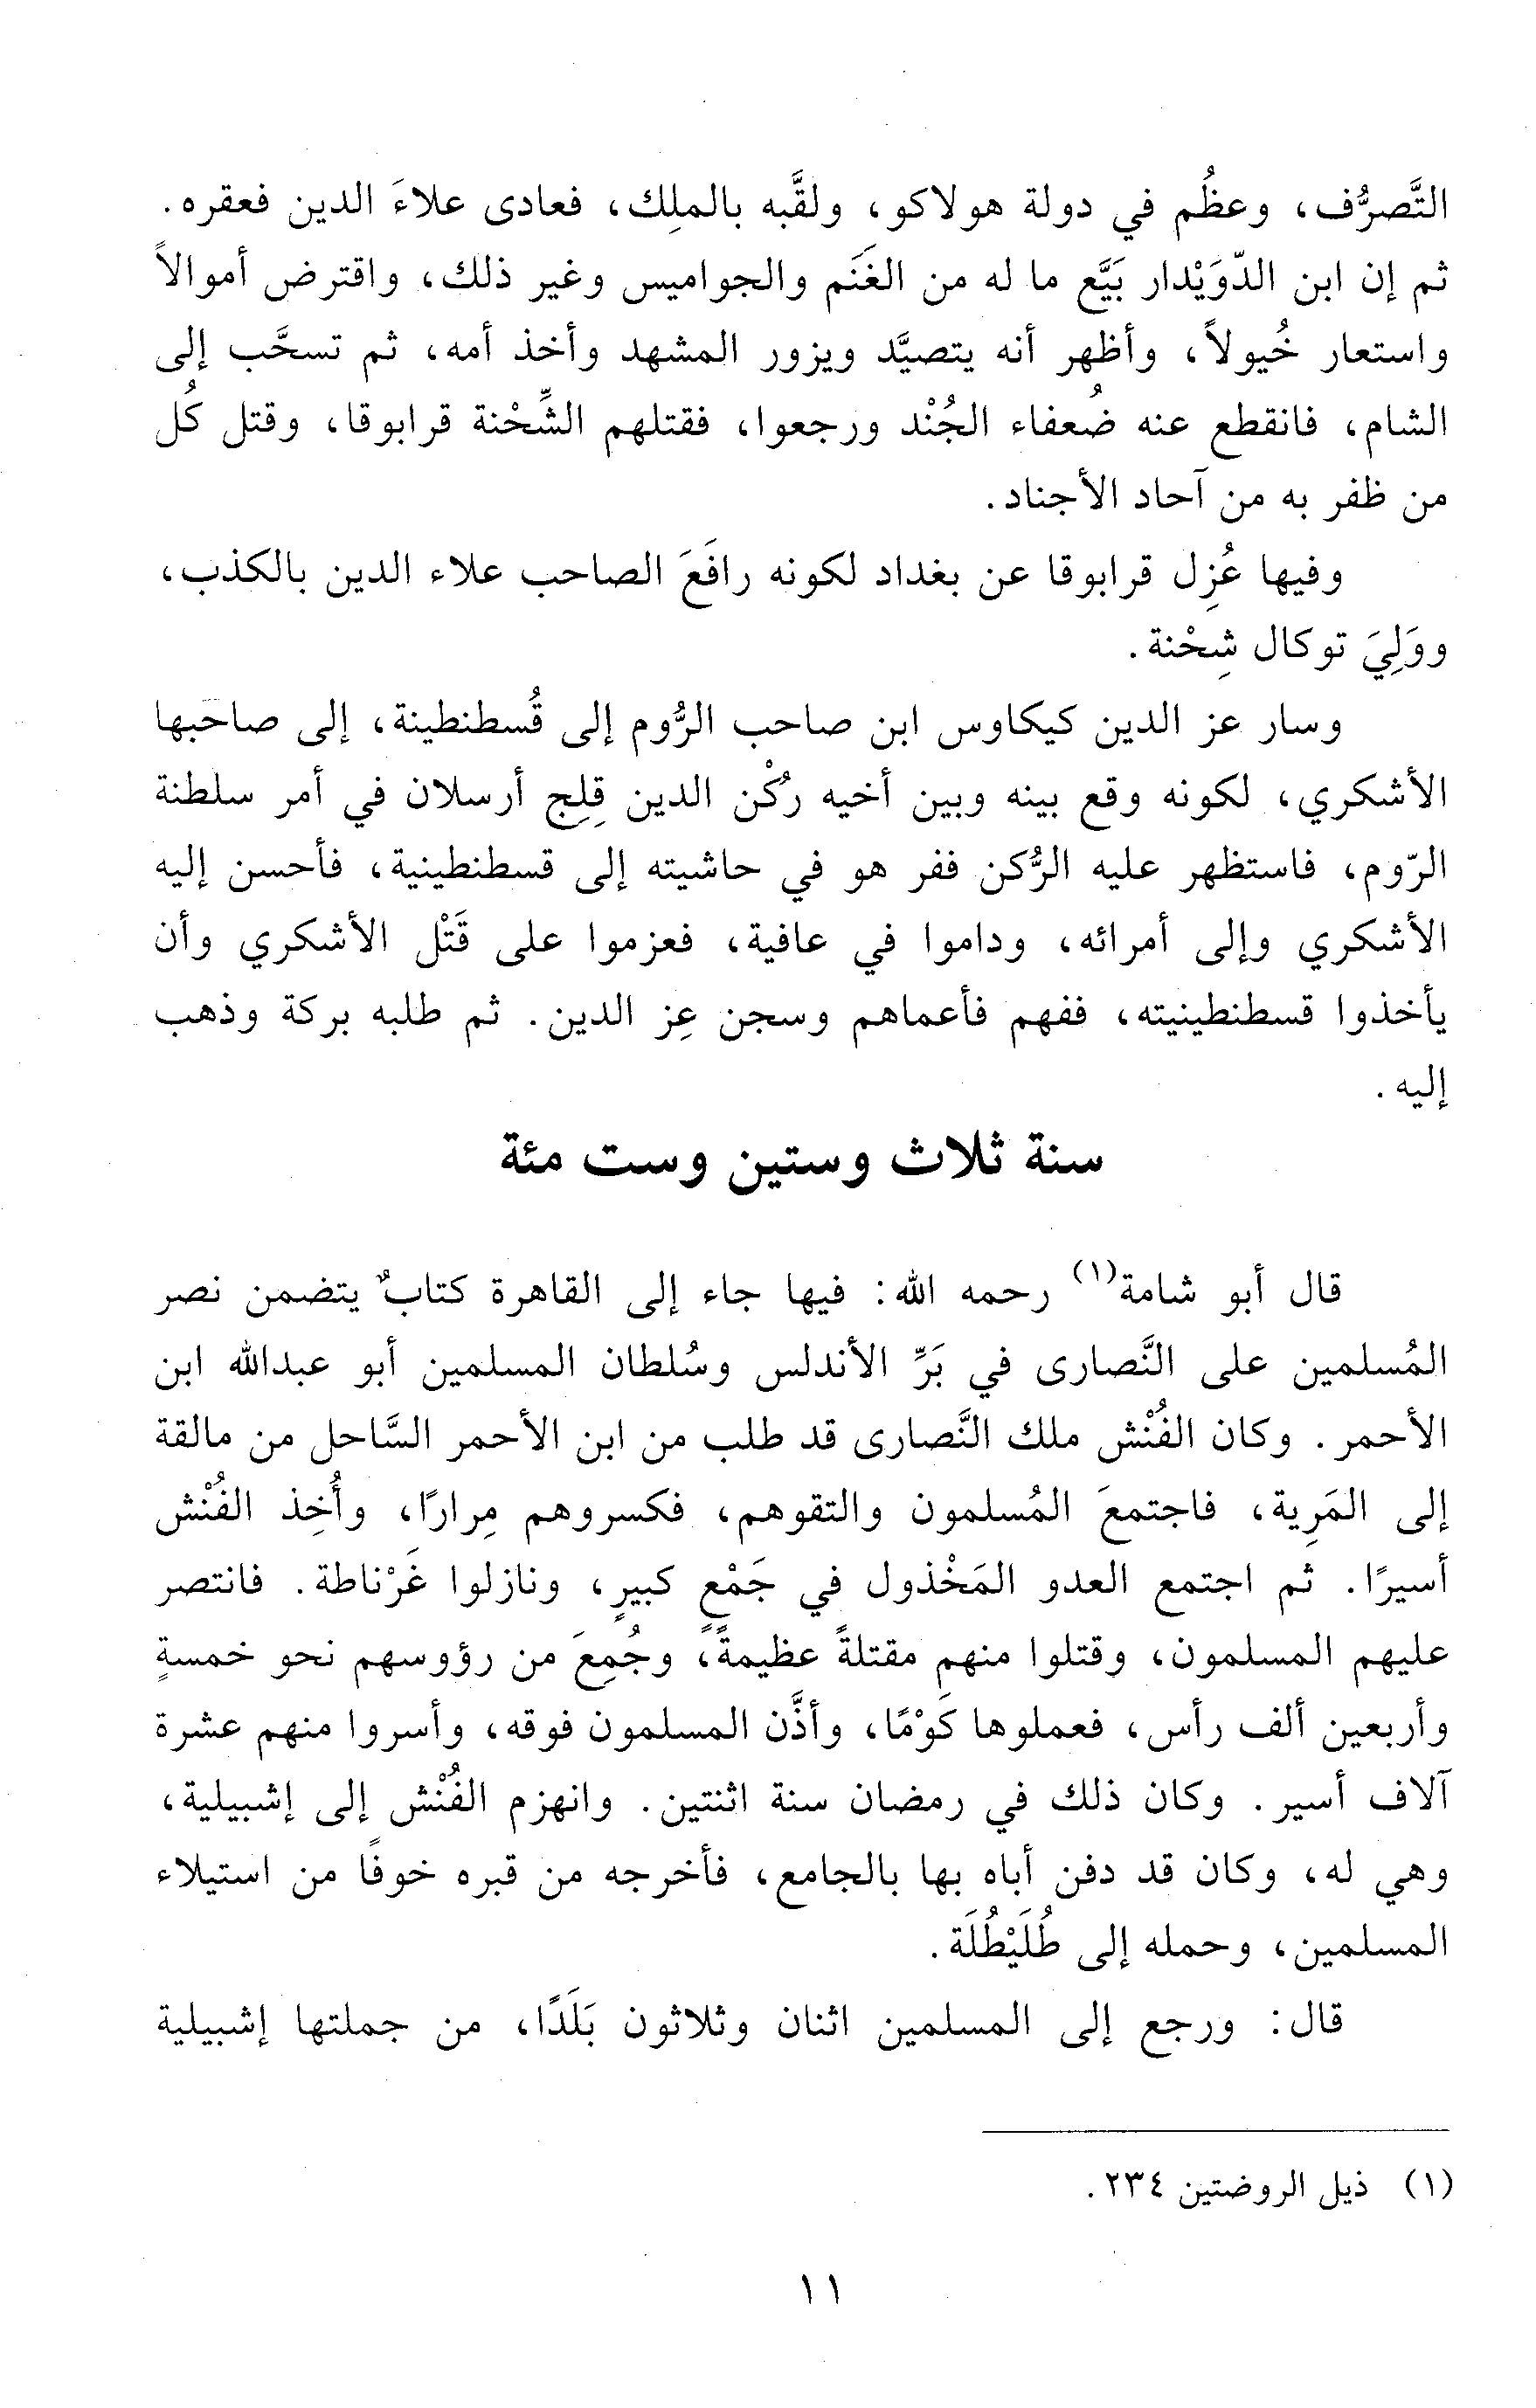 التَّصرُّف، وعظُم في دولة هولاكو، ولقَّبه بالملِك، فعادى علاءَ الدين فعقره.
ثم إن ابن الدّوَيْدار بَيَّع ما له من الغَنَم والجواميس وغير ذلك، واقترض أموالاً
واستعار خُيولاً، وأظهر أنه يتصيَّد ويزور المشهد وأخذ أمه، ثم تسحَّب إلى
الشام، فانقطع عنه ضُعفاء الجُنْد ورجعوا، فقتلهم الشِّحْنة قرابوقا، وقتل كُل
من ظفر به من آحاد الأجناد.
وفيها عُزِل قرابوقا عن بغداد لكونه رافَعَ الصاحب علاء الدين بالكذب،
ووَلِيَ توكال شِحْنة.
وسار عز الدين كيكاوس ابن صاحب الرُّوم إلى قُسطنطينة، إلى صاحبها
الأشكري، لكونه وقع بينه وبين أخيه رُكْن الدين قِلِج أرسلان في أمر سلطنة
الرّوم، فاستظهر عليه الرُّكن ففر هو في حاشيته إلى قسطنطينية، فأحسن إليه
الأشكري وإلى أمرائه، وداموا في عافية، فعزموا على قَتْل الأشكري وأن
يأخذوا قسطنطينيته، ففهم فأعماهم وسجن عِز الدين. ثم طلبه بركة وذهب
إليه.
سنة ثلاث وستين وست مئة
قال أبو شامة(١) رحمه الله: فيها جاء إلى القاهرة كتابٌ يتضمن نصر
المُسلمين على النَّصارى في بَرِّ الأندلس وسُلطان المسلمين أبو عبدالله ابن
الأحمر. وكان الفُنْش ملك النَّصارى قد طلب من ابن الأحمر السَّاحل من مالقة
إلى المَرِية، فاجتمعَ المُسلمون والتقوهم، فكسروهم مِرارًا، وأُخِذ الفُنْش
أسيرًا. ثم اجتمع العدو المَخْذول في جَمْعٍ كبيرٍ، ونازلوا غَرْناطة. فانتصر
عليهم المسلمون، وقتلوا منهم مقتلةً عظيمةً، وجُمِعَ من رؤوسهم نحو خمسةٍ
وأربعين ألف رأس، فعملوها كَوْمًا، وأذَّن المسلمون فوقه، وأسروا منهم عشرة
آلاف أسير. وكان ذلك في رمضان سنة اثنتين. وانهزم الفُنْش إلى إشبيلية،
وهي له، وكان قد دفن أباه بها بالجامع، فأخرجه من قبره خوفًا من استيلاء
المسلمين، وحمله إلى طُلَيْطُلَة.
قال: ورجع إلى المسلمين اثنان وثلاثون بَلَدًا، من جملتها إشبيلية
(١) ذيل الروضتين ٢٣٤.
١١